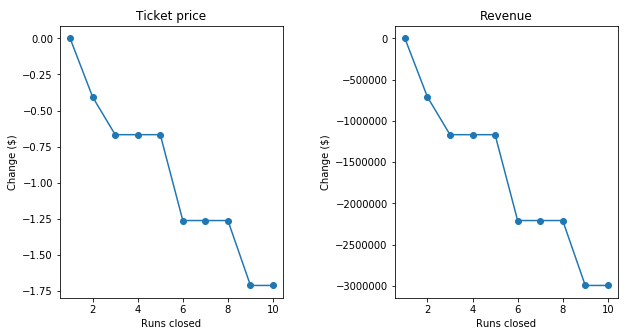 Ticket price
Change ($)
0.00
−0.25
−0.50
−0.75
−1.00
−1.25
−1.50
−1.75
2 4 6 8 10
Runs closed
Revenue
Change ($)
0
−500000
−1000000
−1500000
−2000000
−2500000
−3000000
2 4 6 8 10
Runs closed